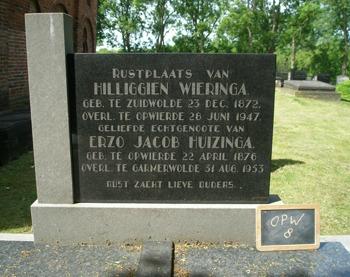 RUSTPLAATS VAN
HILLIGGIEN WIERINGA.
GEB. TE ZUIDWOLDE 23 DEC. 1872.
OVERL. TE OPWIERDE 28 JUNI 1947.
GELIEFDE ECHTGENOTE VAN
ERZO JACOB HUIZINGA.
GEB. TE OPWIERDE 22 APRIL 1876
OVERL. TE GARMERWOLDE 31 AUG. 1953
RUST ZACHT LIEVE OUDERS.
OPW
8